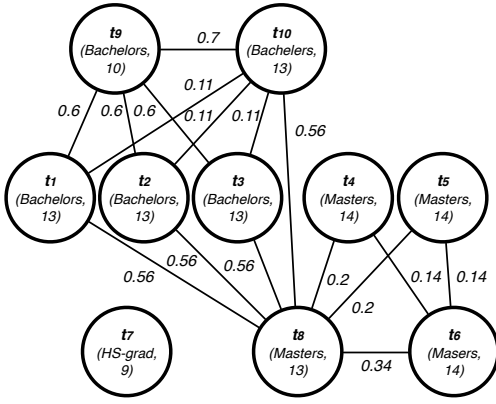 t9
(Bachelors,
10)
0.7
t10
(Bachelers,
13)
0.11
0.6
0.6
0.6
0.11
0.11
0.56
t1
(Bachelors,
13)
t2
(Bachelors,
13)
t3
(Bachelors,
13)
t4
(Masters,
14)
t5
(Masters,
14)
0.56
0.56
0.56
0.2
0.14
0.14
0.2
t7
(HS-grad,
9)
t8
(Masters,
13)
0.34
t6
(Masers,
14)